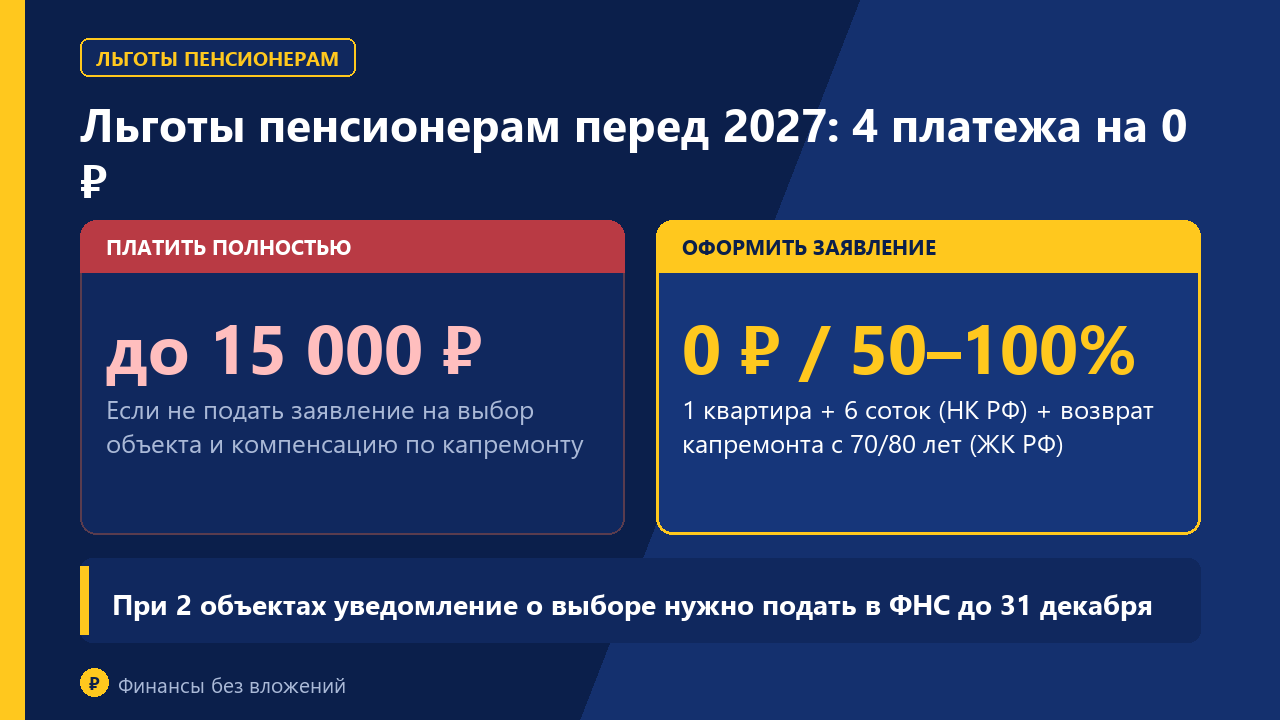 ЛЬГОТЫ ПЕНСИОНЕРАМ
Льготы пенсионерам перед 2027: 4 платежа на 0
₽
ПЛАТИТЬ ПОЛНОСТЬЮ
до 15 000 ₽
Если не подать заявление на выбор
объекта и компенсацию по капремонту
ОФОРМИТЬ ЗАЯВЛЕНИЕ
0 ₽ / 50–100%
1 квартира + 6 соток (НК РФ) + возврат
капремонта с 70/80 лет (ЖК РФ)
При 2 объектах уведомление о выборе нужно подать в ФНС до 31 декабря
₽ Финансы без вложений